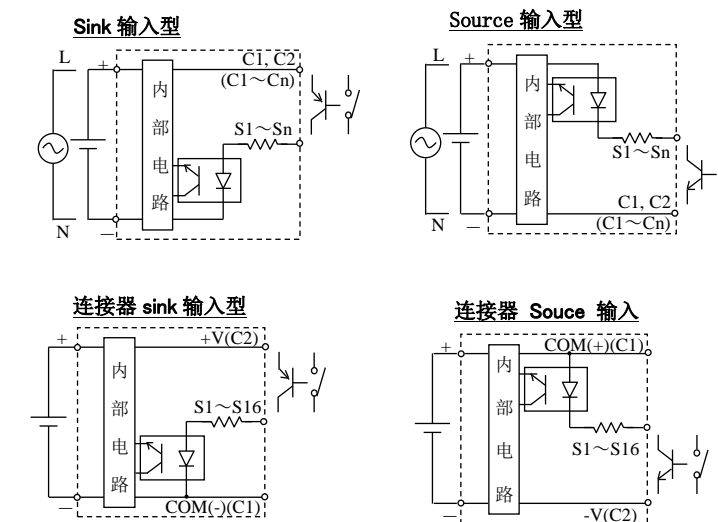 Sink 输入型
L
+
C1, C2
(C1～Cn)
内部电路
S1～Sn
N
－
Source 输入型
L
+
内部电路
S1～Sn
C1, C2
(C1～Cn)
N
－
连接器 sink 输入型
+
+V(C2)
内部电路
S1～S16
COM(-)(C1)
－
连接器 Souce 输入
+
COM(+)(C1)
内部电路
S1～S16
-V(C2)
－